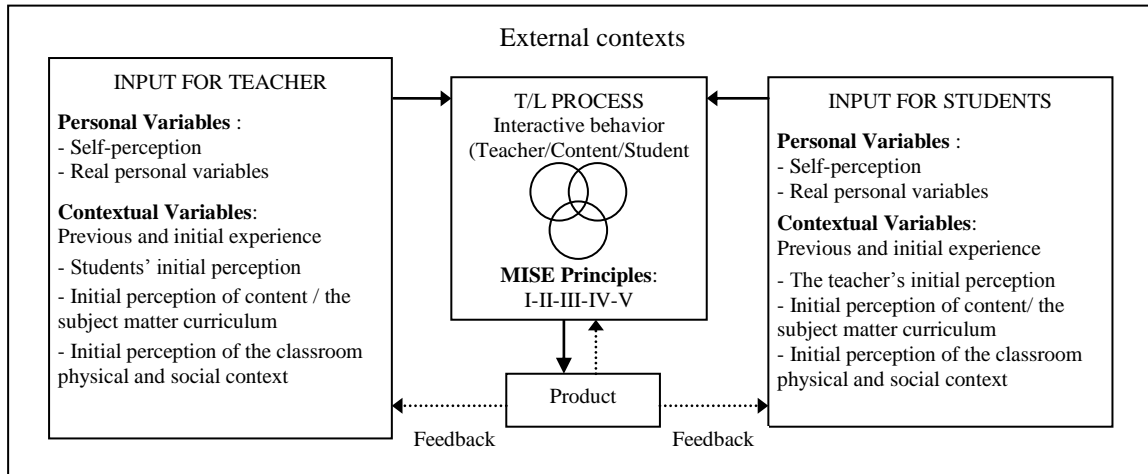 External contexts
INPUT FOR TEACHER
Personal Variables :
- Self-perception
- Real personal variables
Contextual Variables:
Previous and initial experience
- Students’ initial perception
- Initial perception of content / the
subject matter curriculum
- Initial perception of the classroom
physical and social context
T/L PROCESS
Interactive behavior
(Teacher/Content/Student
MISE Principles:
I-II-III-IV-V
Product
Feedback
Feedback
INPUT FOR STUDENTS
Personal Variables :
- Self-perception
- Real personal variables
Contextual Variables:
Previous and initial experience
- The teacher’s initial perception
- Initial perception of content/ the
subject matter curriculum
- Initial perception of the classroom
physical and social context